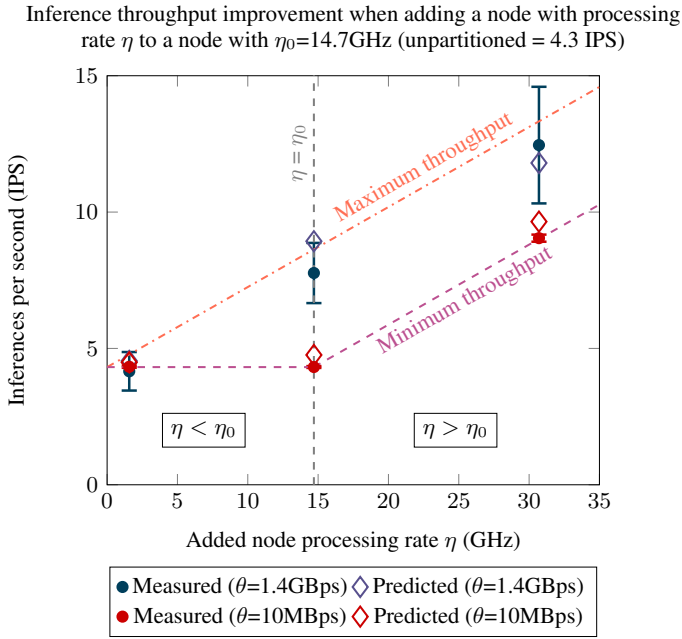 Inference throughput improvement when adding a node with processing
rate η to a node with η₀=14.7GHz (unpartitioned = 4.3 IPS)
15
10
5
0
Inferences per second (IPS)
η = η₀
Maximum throughput
Minimum throughput
η < η₀
η > η₀
0 5 10 15 20 25 30 35
Added node processing rate η (GHz)
Measured (θ=1.4GBps) Predicted (θ=1.4GBps)
Measured (θ=10MBps) Predicted (θ=10MBps)